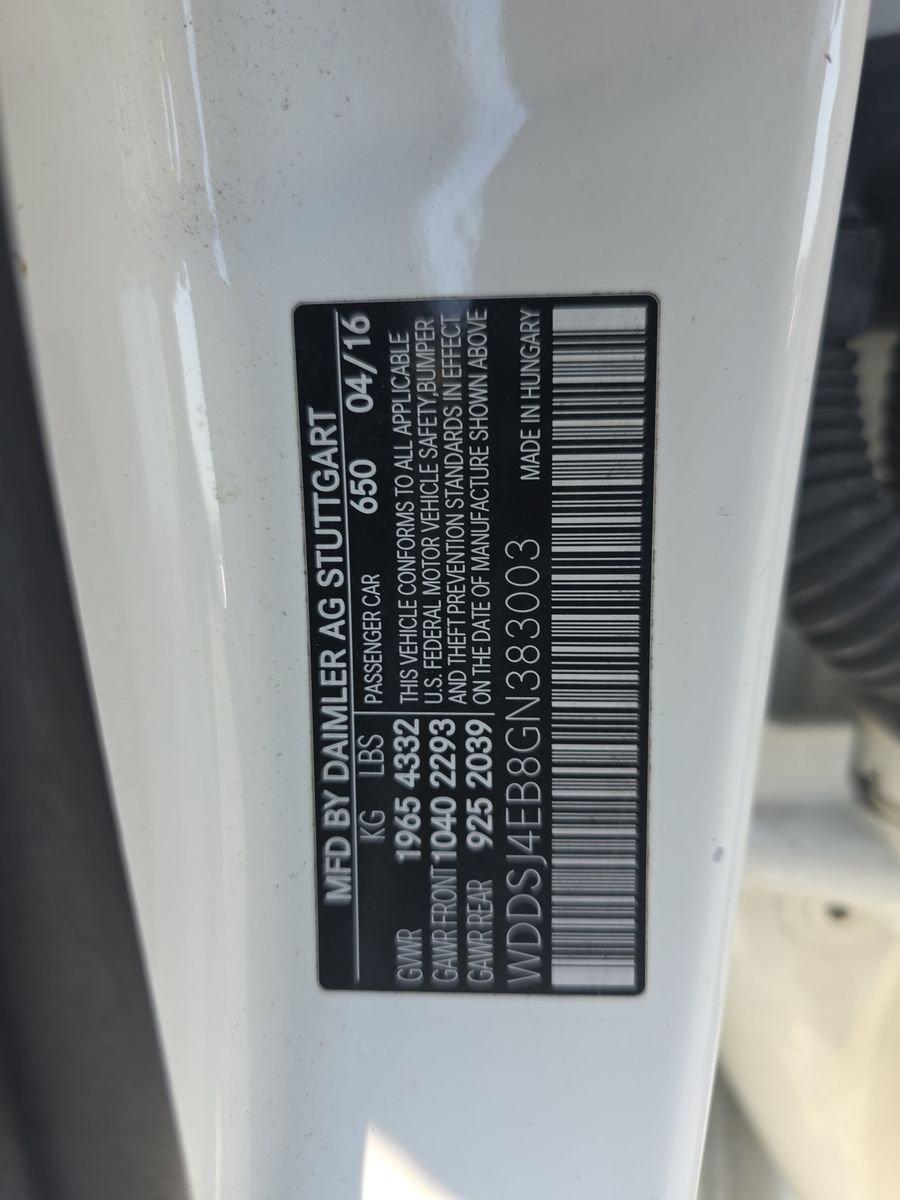 MFD BY DAIMLER AG STUTTGART
KG LBS PASSENGER CAR 650 04/16
GVWR 1965 4332 THIS VEHICLE CONFORMS TO ALL APPLICABLE
GAWR FRONT 1040 2293 U.S. FEDERAL MOTOR VEHICLE SAFETY,BUMPER
GAWR REAR 925 2039 AND THEFT PREVENTION STANDARDS IN EFFECT
ON THE DATE OF MANUFACTURE SHOWN ABOVE
WDDSJ4EB8GN383003 MADE IN HUNGARY